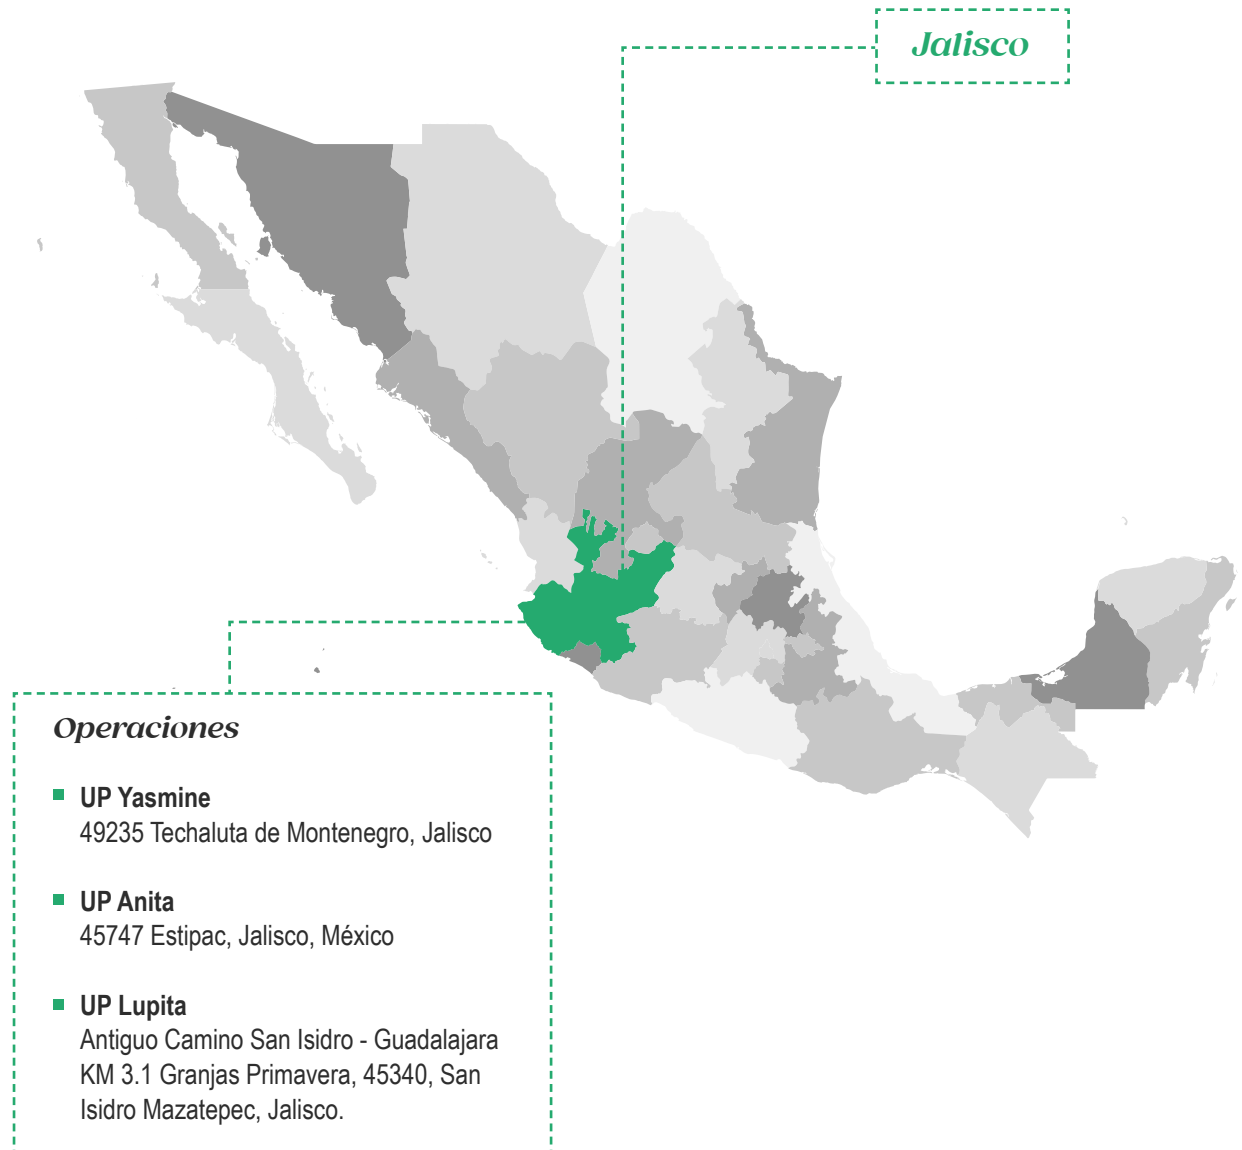 Jalisco
Operaciones
UP Yasmine
49235 Techaluta de Montenegro, Jalisco
UP Anita
45747 Estipac, Jalisco, México
UP Lupita
Antiguo Camino San Isidro - Guadalajara
KM 3.1 Granjas Primavera, 45340, San
Isidro Mazatepec, Jalisco.